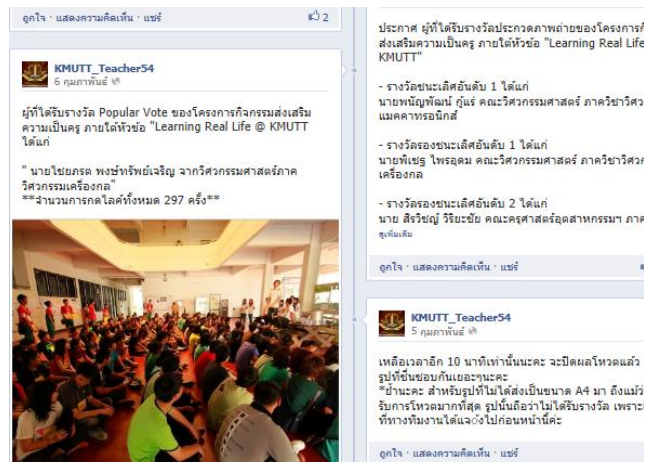 ถูกใจ · แสดงความคิดเห็น · แชร์ 2
KMUTT_Teacher54
6 กุมภาพันธ์
ผู้ที่ได้รับรางวัล Popular Vote ของโครงการกิจกรรมส่งเสริม
ความเป็นครู ภายใต้หัวข้อ "Learning Real Life @ KMUTT
ได้แก่
" นายไชยภรต พงษ์ทรัพย์เจริญ จากวิศวกรรมศาสตร์ภาค
วิศวกรรมเครื่องกล"
**จำนวนการกดไลค์ทั้งหมด 297 ครั้ง**
ประกาศ ผู้ที่ได้รับรางวัลประกวดภาพถ่ายของโครงการกิ
ส่งเสริมความเป็นครู ภายใต้หัวข้อ "Learning Real Life
KMUTT"
- รางวัลชนะเลิศอันดับ 1 ได้แก่
นายพนัญพัฒน์ กู้แร่ คณะวิศวกรรมศาสตร์ ภาควิชาวิศว
แมคคาทรอนิกส์
- รางวัลรองชนะเลิศอันดับ 1 ได้แก่
นายพิเชฐ ไพรอุดม คณะวิศวกรรมศาสตร์ ภาควิชาวิศวก
เครื่องกล
- รางวัลรองชนะเลิศอันดับ 2 ได้แก่
นาย สิรวิชญ์ วิริยะชัย คณะครุศาสตร์อุตสาหกรรมฯ ภาค
ดูเพิ่มเติม
ถูกใจ · แสดงความคิดเห็น · แชร์
KMUTT_Teacher54
5 กุมภาพันธ์
เหลือเวลาอีก 10 นาทีเท่านั้นนะคะ จะปิดผลโหวตแล้ว
รูปที่ชื่นชอบกันเยอะๆนะคะ
*ย้ำนะคะ สำหรับรูปที่ไม่ได้ส่งเป็นขนาด A4 มา ถึงแม้ว่
รับการโหวตมากที่สุด รูปนั้นถือว่าไม่ได้รับรางวัล เพราะ
ที่ทางทีมงานได้แจ้งไปก่อนหน้านี้ค่ะ
ถูกใจ · แสดงความคิดเห็น · แชร์